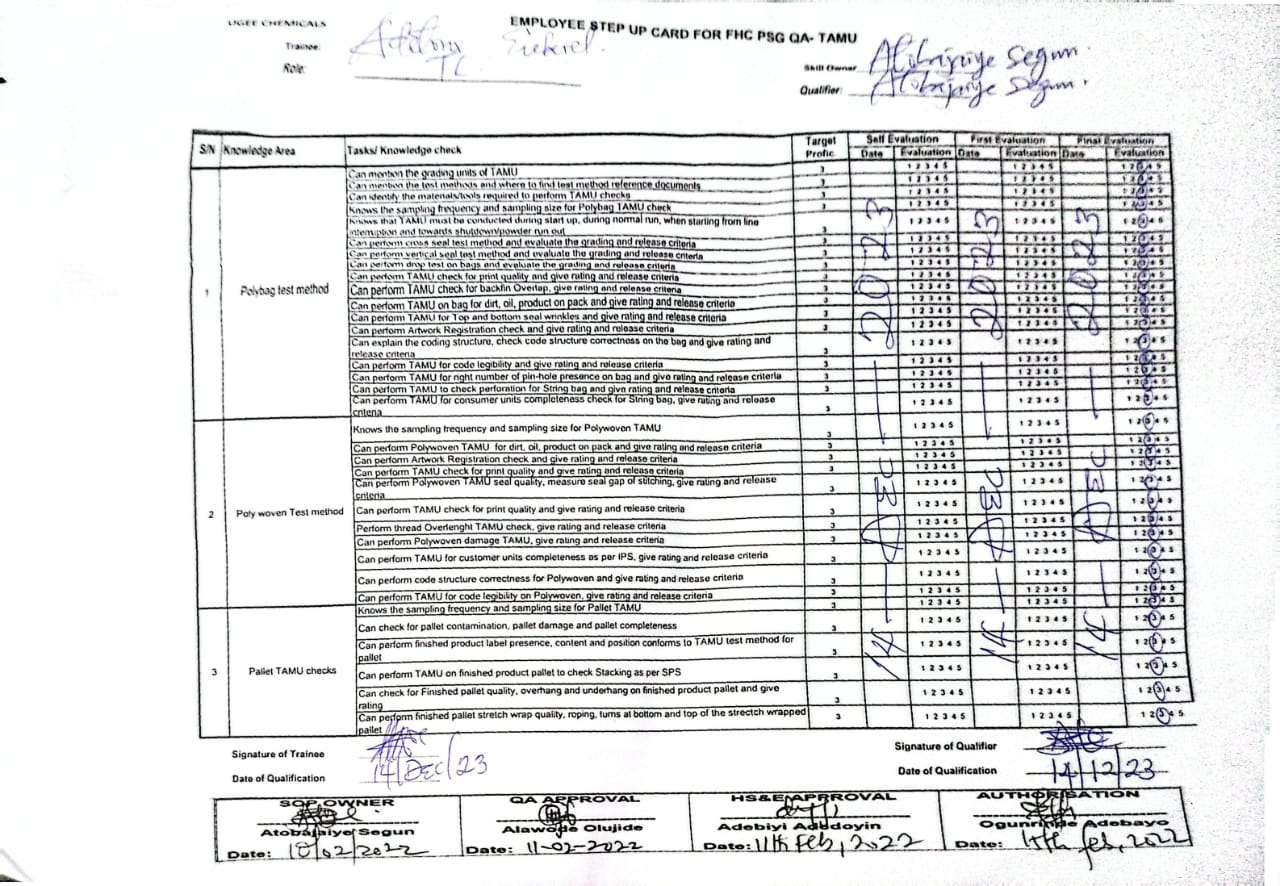 UGEE CHEMICALS
EMPLOYEE STEP UP CARD FOR FHC PSG QA- TAMU
Trainee:
Role: TC
Skill Owner Atobajaiye Segun.
Qualifier: Atobajaiye Segun.
S/N Knowledge Area Tasks/ Knowledge check Target Profic. Self Evaluation First Evaluation Final Evaluation
Date Evaluation Date Evaluation Date Evaluation
14 - DEC - 2023 14 - DEC - 2023 14 - DEC - 2023
1 Polybag test method
Can mention the grading units of TAMU 3 1 2 3 4 5 1 2 3 4 5 1 2 3 4 5
Can mention the test methods and where to find test method reference documents 3 1 2 3 4 5 1 2 3 4 5 1 2 3 4 5
Can identify the materials/tools required to perform TAMU checks 3 1 2 3 4 5 1 2 3 4 5 1 2 3 4 5
Knows the sampling frequency and sampling size for Polybag TAMU check 3 1 2 3 4 5 1 2 3 4 5 1 2 3 4 5
Knows that TAMU must be conducted during start up, during normal run, when starting from line
interruption and towards shutdown/powder run out 3 1 2 3 4 5 1 2 3 4 5 1 2 3 4 5
Can perform cross seal test method and evaluate the grading and release criteria 3 1 2 3 4 5 1 2 3 4 5 1 2 3 4 5
Can perform vertical seal test method and evaluate the grading and release criteria 3 1 2 3 4 5 1 2 3 4 5 1 2 3 4 5
Can perform drop test on bags and evaluate the grading and release criteria 3 1 2 3 4 5 1 2 3 4 5 1 2 3 4 5
Can perform TAMU check for print quality and give rating and release criteria 3 1 2 3 4 5 1 2 3 4 5 1 2 3 4 5
Can perform TAMU check for backfin Overlap, give rating and release criteria 3 1 2 3 4 5 1 2 3 4 5 1 2 3 4 5
Can perform TAMU on bag for dirt, oil, product on pack and give rating and release criteria 3 1 2 3 4 5 1 2 3 4 5 1 2 3 4 5
Can perform TAMU for Top and bottom seal wrinkles and give rating and release criteria 3 1 2 3 4 5 1 2 3 4 5 1 2 3 4 5
Can perform Artwork Registration check and give rating and release criteria 3 1 2 3 4 5 1 2 3 4 5 1 2 3 4 5
Can explain the coding structure, check code structure correctness on the bag and give rating and
release criteria 3 1 2 3 4 5 1 2 3 4 5 1 2 3 4 5
Can perform TAMU for code legibility and give rating and release criteria 3 1 2 3 4 5 1 2 3 4 5 1 2 3 4 5
Can perform TAMU for right number of pin-hole presence on bag and give rating and release criteria 3 1 2 3 4 5 1 2 3 4 5 1 2 3 4 5
Can perform TAMU to check perforation for String bag and give rating and release criteria 3 1 2 3 4 5 1 2 3 4 5 1 2 3 4 5
Can perform TAMU for consumer units completeness check for String bag, give rating and release
criteria 3 1 2 3 4 5 1 2 3 4 5 1 2 3 4 5
2 Poly woven Test method
Knows the sampling frequency and sampling size for Polywoven TAMU 3 1 2 3 4 5 1 2 3 4 5 1 2 3 4 5
Can perform Polywoven TAMU for dirt, oil, product on pack and give rating and release criteria 3 1 2 3 4 5 1 2 3 4 5 1 2 3 4 5
Can perform Artwork Registration check and give rating and release criteria 3 1 2 3 4 5 1 2 3 4 5 1 2 3 4 5
Can perform TAMU check for print quality and give rating and release criteria 3 1 2 3 4 5 1 2 3 4 5 1 2 3 4 5
Can perform Polywoven TAMU seal quality, measure seal gap of stitching, give rating and release
criteria 3 1 2 3 4 5 1 2 3 4 5 1 2 3 4 5
Can perform TAMU check for print quality and give rating and release criteria 3 1 2 3 4 5 1 2 3 4 5 1 2 3 4 5
Perform thread Overlenght TAMU check, give rating and release criteria 3 1 2 3 4 5 1 2 3 4 5 1 2 3 4 5
Can perform Polywoven damage TAMU, give rating and release criteria 3 1 2 3 4 5 1 2 3 4 5 1 2 3 4 5
Can perform TAMU for customer units completeness as per IPS, give rating and release criteria 3 1 2 3 4 5 1 2 3 4 5 1 2 3 4 5
Can perform code structure correctness for Polywoven and give rating and release criteria 3 1 2 3 4 5 1 2 3 4 5 1 2 3 4 5
Can perform TAMU for code legibility on Polywoven, give rating and release criteria 3 1 2 3 4 5 1 2 3 4 5 1 2 3 4 5
3 Pallet TAMU checks
Knows the sampling frequency and sampling size for Pallet TAMU 3 1 2 3 4 5 1 2 3 4 5 1 2 3 4 5
Can check for pallet contamination, pallet damage and pallet completeness 3 1 2 3 4 5 1 2 3 4 5 1 2 3 4 5
Can perform finished product label presence, content and position conforms to TAMU test method for
pallet 3 1 2 3 4 5 1 2 3 4 5 1 2 3 4 5
Can perform TAMU on finished product pallet to check Stacking as per SPS 3 1 2 3 4 5 1 2 3 4 5 1 2 3 4 5
Can check for Finished pallet quality, overhang and underhang on finished product pallet and give
rating 3 1 2 3 4 5 1 2 3 4 5 1 2 3 4 5
Can perform finished pallet stretch wrap quality, roping, turns at bottom and top of the strectch wrapped
pallet 3 1 2 3 4 5 1 2 3 4 5 1 2 3 4 5
Signature of Trainee Signature of Qualifier
Date of Qualification 14/DEC/23 Date of Qualification 14/12/23
SOP OWNER QA APPROVAL HS&E APRROVAL AUTHORISATION
Atobajaiye Segun Alawode Olujide Adebiyi Adedoyin Ogunrinde Adebayo
Date: 10/02/2022 Date: 11-02-2022 Date: 11th Feb, 2022 Date: 15th feb, 2022